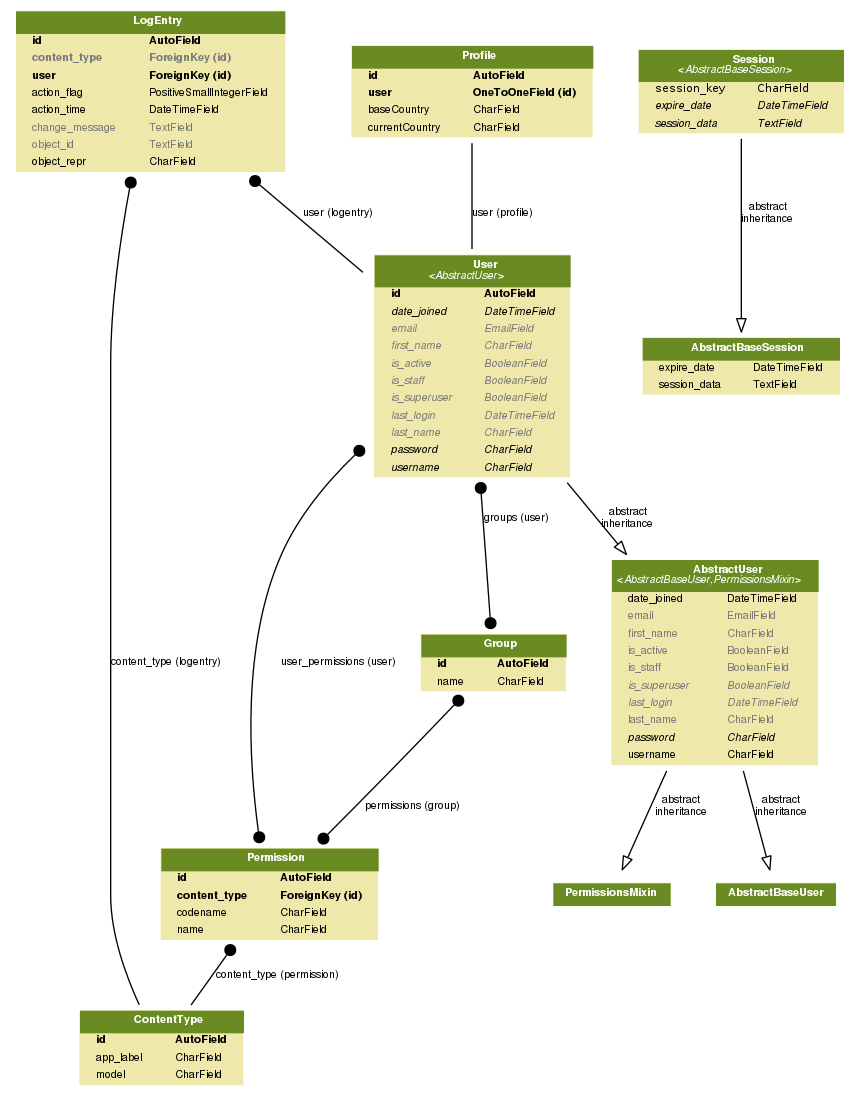 LogEntry
id AutoField
content_type ForeignKey (id)
user ForeignKey (id)
action_flag PositiveSmallIntegerField
action_time DateTimeField
change_message TextField
object_id TextField
object_repr CharField
Profile
id AutoField
user OneToOneField (id)
baseCountry CharField
currentCountry CharField
Session
<AbstractBaseSession>
session_key CharField
expire_date DateTimeField
session_data TextField
user (logentry)
user (profile)
abstract
inheritance
User
<AbstractUser>
id AutoField
date_joined DateTimeField
email EmailField
first_name CharField
is_active BooleanField
is_staff BooleanField
is_superuser BooleanField
last_login DateTimeField
last_name CharField
password CharField
username CharField
AbstractBaseSession
expire_date DateTimeField
session_data TextField
groups (user)
abstract
inheritance
AbstractUser
<AbstractBaseUser,PermissionsMixin>
date_joined DateTimeField
email EmailField
first_name CharField
is_active BooleanField
is_staff BooleanField
is_superuser BooleanField
last_login DateTimeField
last_name CharField
password CharField
username CharField
content_type (logentry)
user_permissions (user)
Group
id AutoField
name CharField
permissions (group)
abstract
inheritance
abstract
inheritance
Permission
id AutoField
content_type ForeignKey (id)
codename CharField
name CharField
PermissionsMixin
AbstractBaseUser
content_type (permission)
ContentType
id AutoField
app_label CharField
model CharField